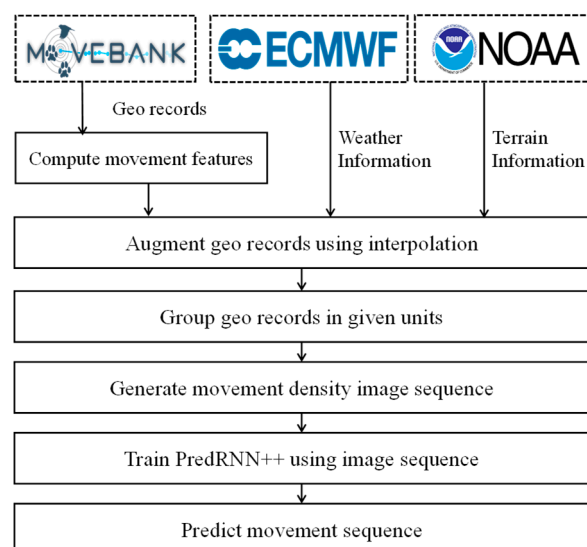 MOVEBANK
ECMWF
NOAA
NOAA
Geo records
Weather
Information
Terrain
Information
Compute movement features
Augment geo records using interpolation
Group geo records in given units
Generate movement density image sequence
Train PredRNN++ using image sequence
Predict movement sequence